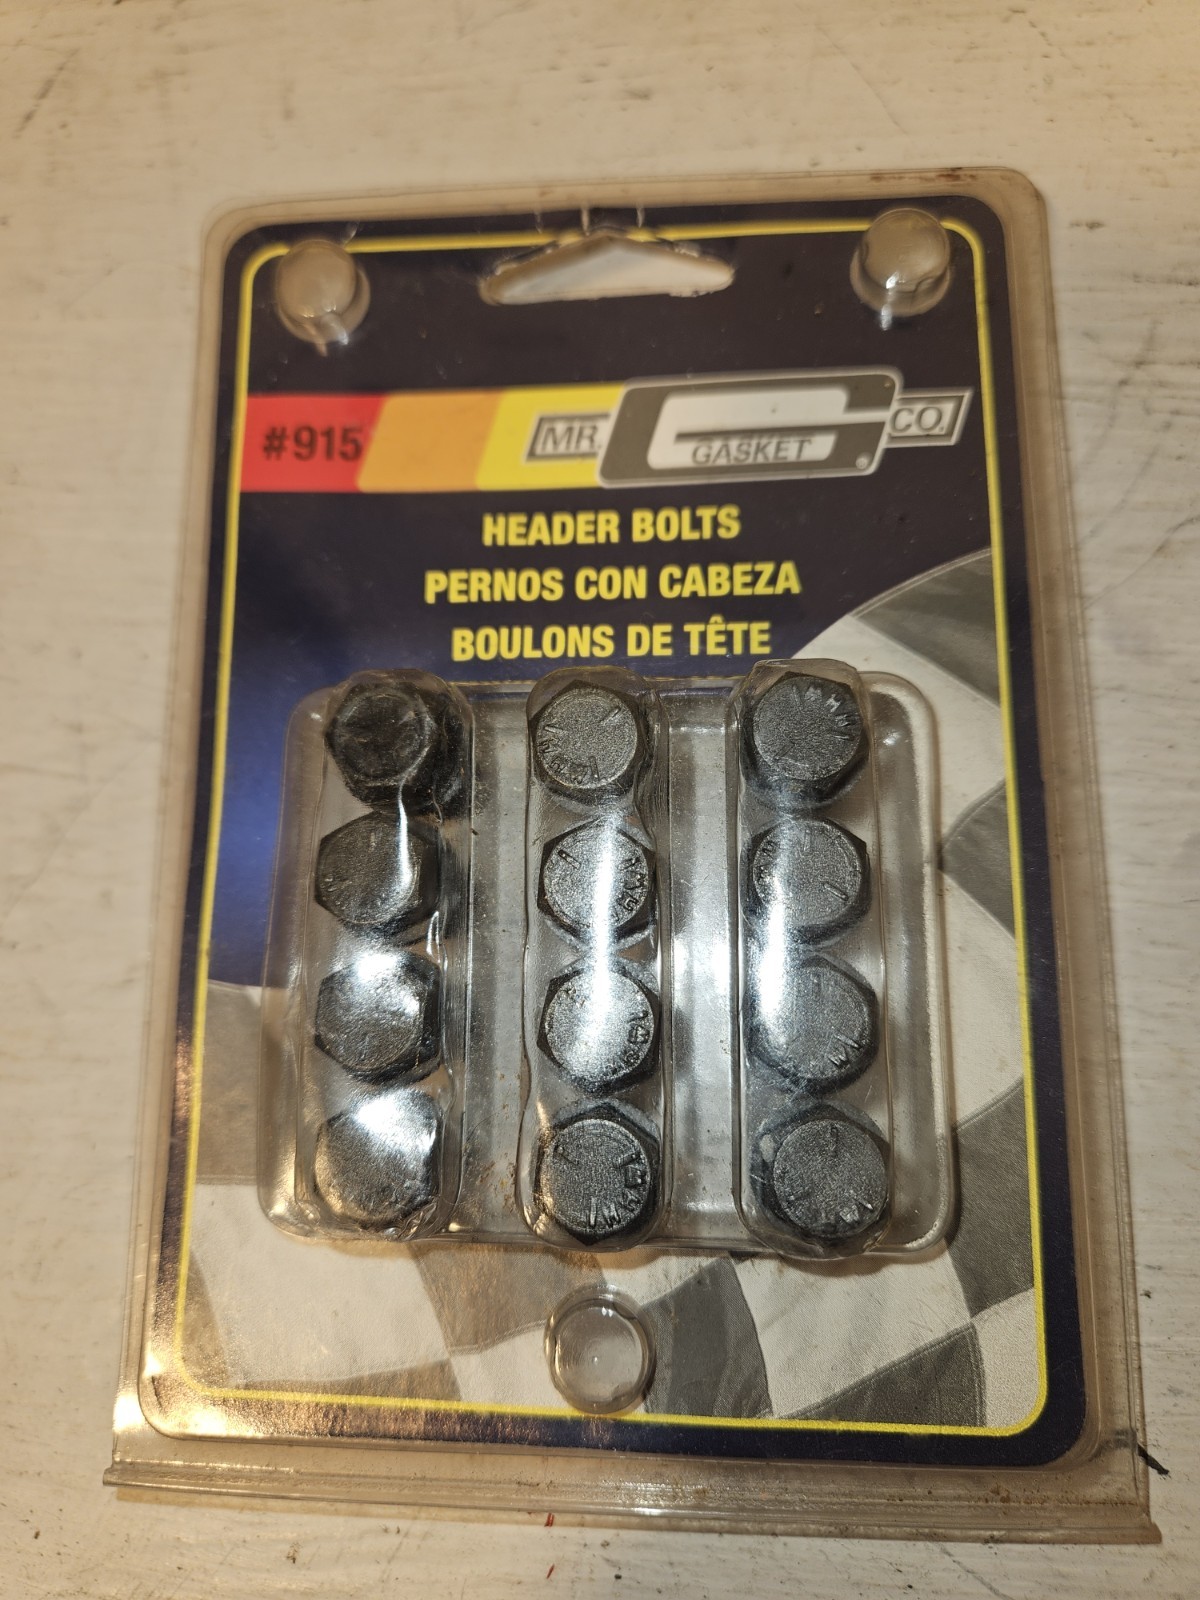 #915
MR. GASKET CO.
HEADER BOLTS
PERNOS CON CABEZA
BOULONS DE TÊTE